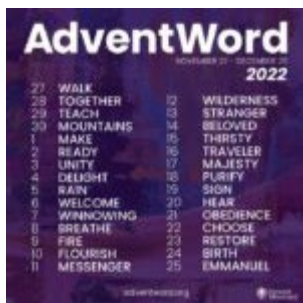 AdventWord
NOVEMBER 27 - DECEMBER 25
2022
27 WALK
28 TOGETHER
29 TEACH
30 MOUNTAINS
1 MAKE
2 READY
3 UNITY
4 DELIGHT
5 RAIN
6 WELCOME
7 WINNOWING
8 BREATHE
9 FIRE
10 FLOURISH
11 MESSENGER
12 WILDERNESS
13 STRANGER
14 BELOVED
15 THIRSTY
16 TRAVELER
17 MAJESTY
18 PURIFY
19 SIGN
20 HEAR
21 OBEDIENCE
22 CHOOSE
23 RESTORE
24 BIRTH
25 EMMANUEL
adventword.org